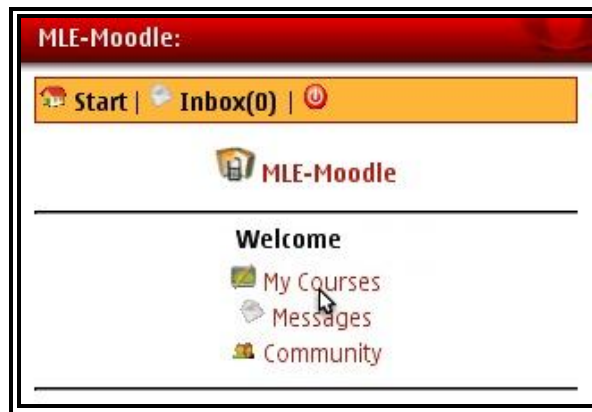 MLE-Moodle:
Start | Inbox(0) |
MLE-Moodle
Welcome
My Courses
Messages
Community